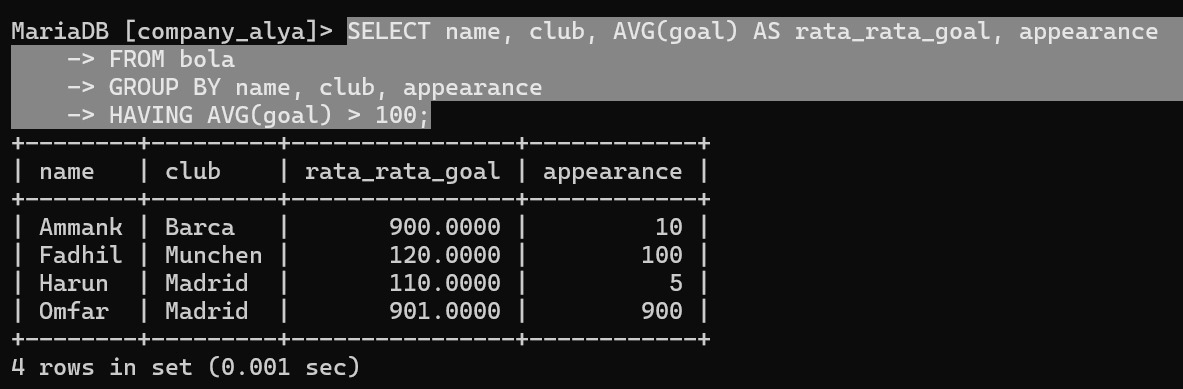 MariaDB [company_alya]> SELECT name, club, AVG(goal) AS rata_rata_goal, appearance
    -> FROM bola
    -> GROUP BY name, club, appearance
    -> HAVING AVG(goal) > 100;
+--------+---------+----------------+------------+
| name   | club    | rata_rata_goal | appearance |
+--------+---------+----------------+------------+
| Ammank | Barca   |       900.0000 |         10 |
| Fadhil | Munchen |       120.0000 |        100 |
| Harun  | Madrid  |       110.0000 |          5 |
| Omfar  | Madrid  |       901.0000 |        900 |
+--------+---------+----------------+------------+
4 rows in set (0.001 sec)